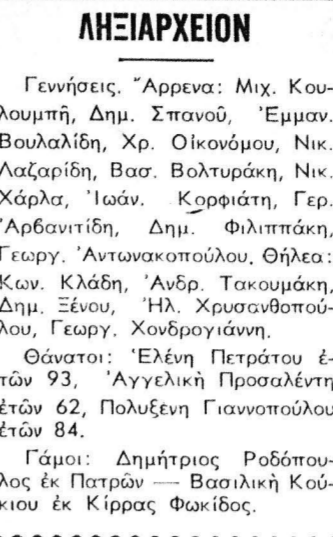 ΛΗΞΙΑΡΧΕΙΟΝ
Γεννήσεις. Ἄρρενα: Μιχ. Κου-
λουμπῆ, Δημ. Σπανοῦ, Ἐμμαν.
Βουλαλίδη, Χρ. Οἰκονόμου, Νικ.
Λαζαρίδη, Βασ. Βολτυράκη, Νικ.
Χάρλα, Ἰωάν. Κορφιάτη, Γερ.
Ἀρβανιτίδη, Δημ. Φιλιππάκη,
Γεωργ. Ἀντωνακοπούλου. Θήλεα:
Κων. Κλάδη, Ἀνδρ. Τακουμάκη,
Δημ. Ξένου, Ἠλ. Χρυσανθοπού-
λου, Γεωργ. Χονδρογιάννη.
Θάνατοι: Ἑλένη Πετράτου ἐ-
τῶν 93, Ἀγγελικὴ Προσαλέντη
ἐτῶν 62, Πολυξένη Γιαννοπούλου
ἐτῶν 84.
Γάμοι: Δημήτριος Ροδόπου-
λος ἐκ Πατρῶν — Βασιλικὴ Κού-
κιου ἐκ Κίρρας Φωκίδος.